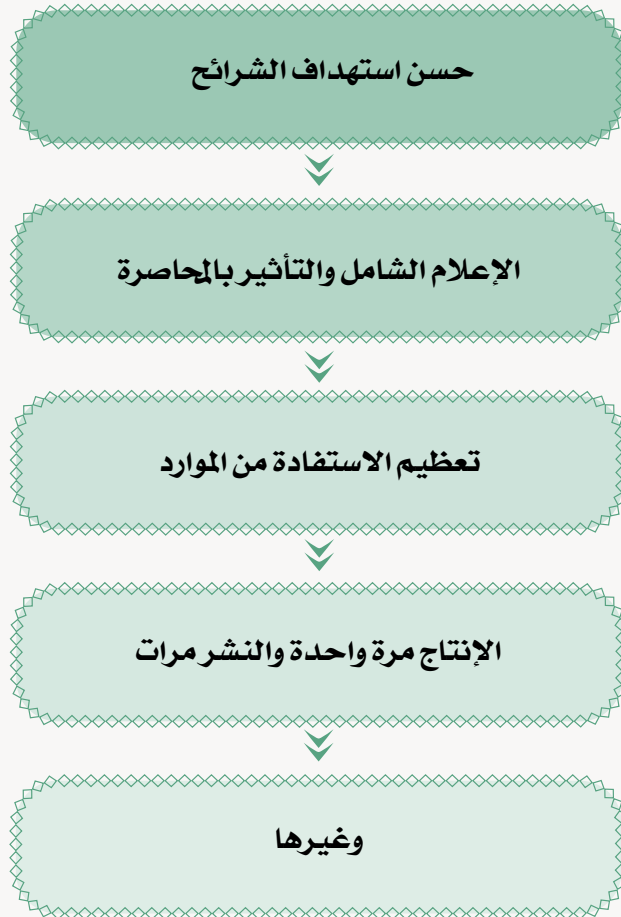 حسن استهداف الشرائح
الإعلام الشامل والتأثير بالمحاصرة
تعظيم الاستفادة من الموارد
الإنتاج مرة واحدة والنشر مرات
وغيرها